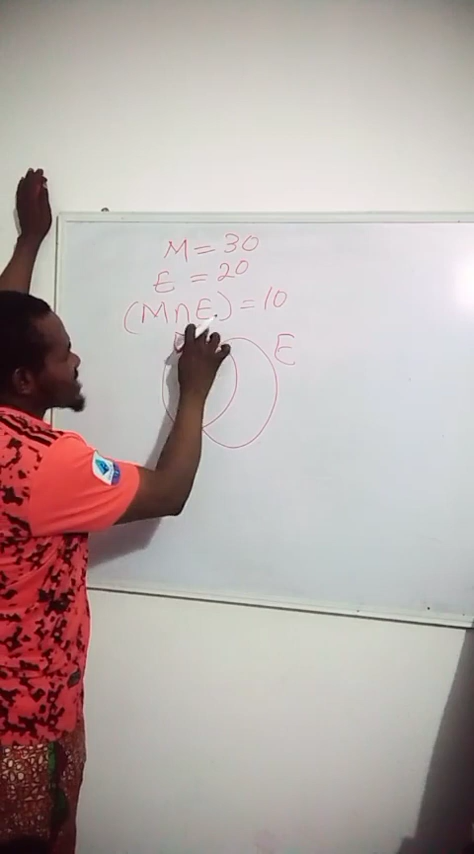 M = 30
E = 20
(M∩E) = 10
E